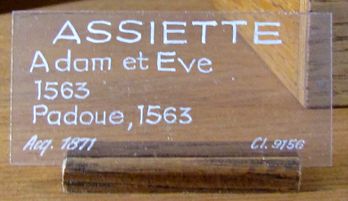 ASSIETTE
Adam et Eve
1563
Padoue, 1563
Acq. 1871 Cl. 9156